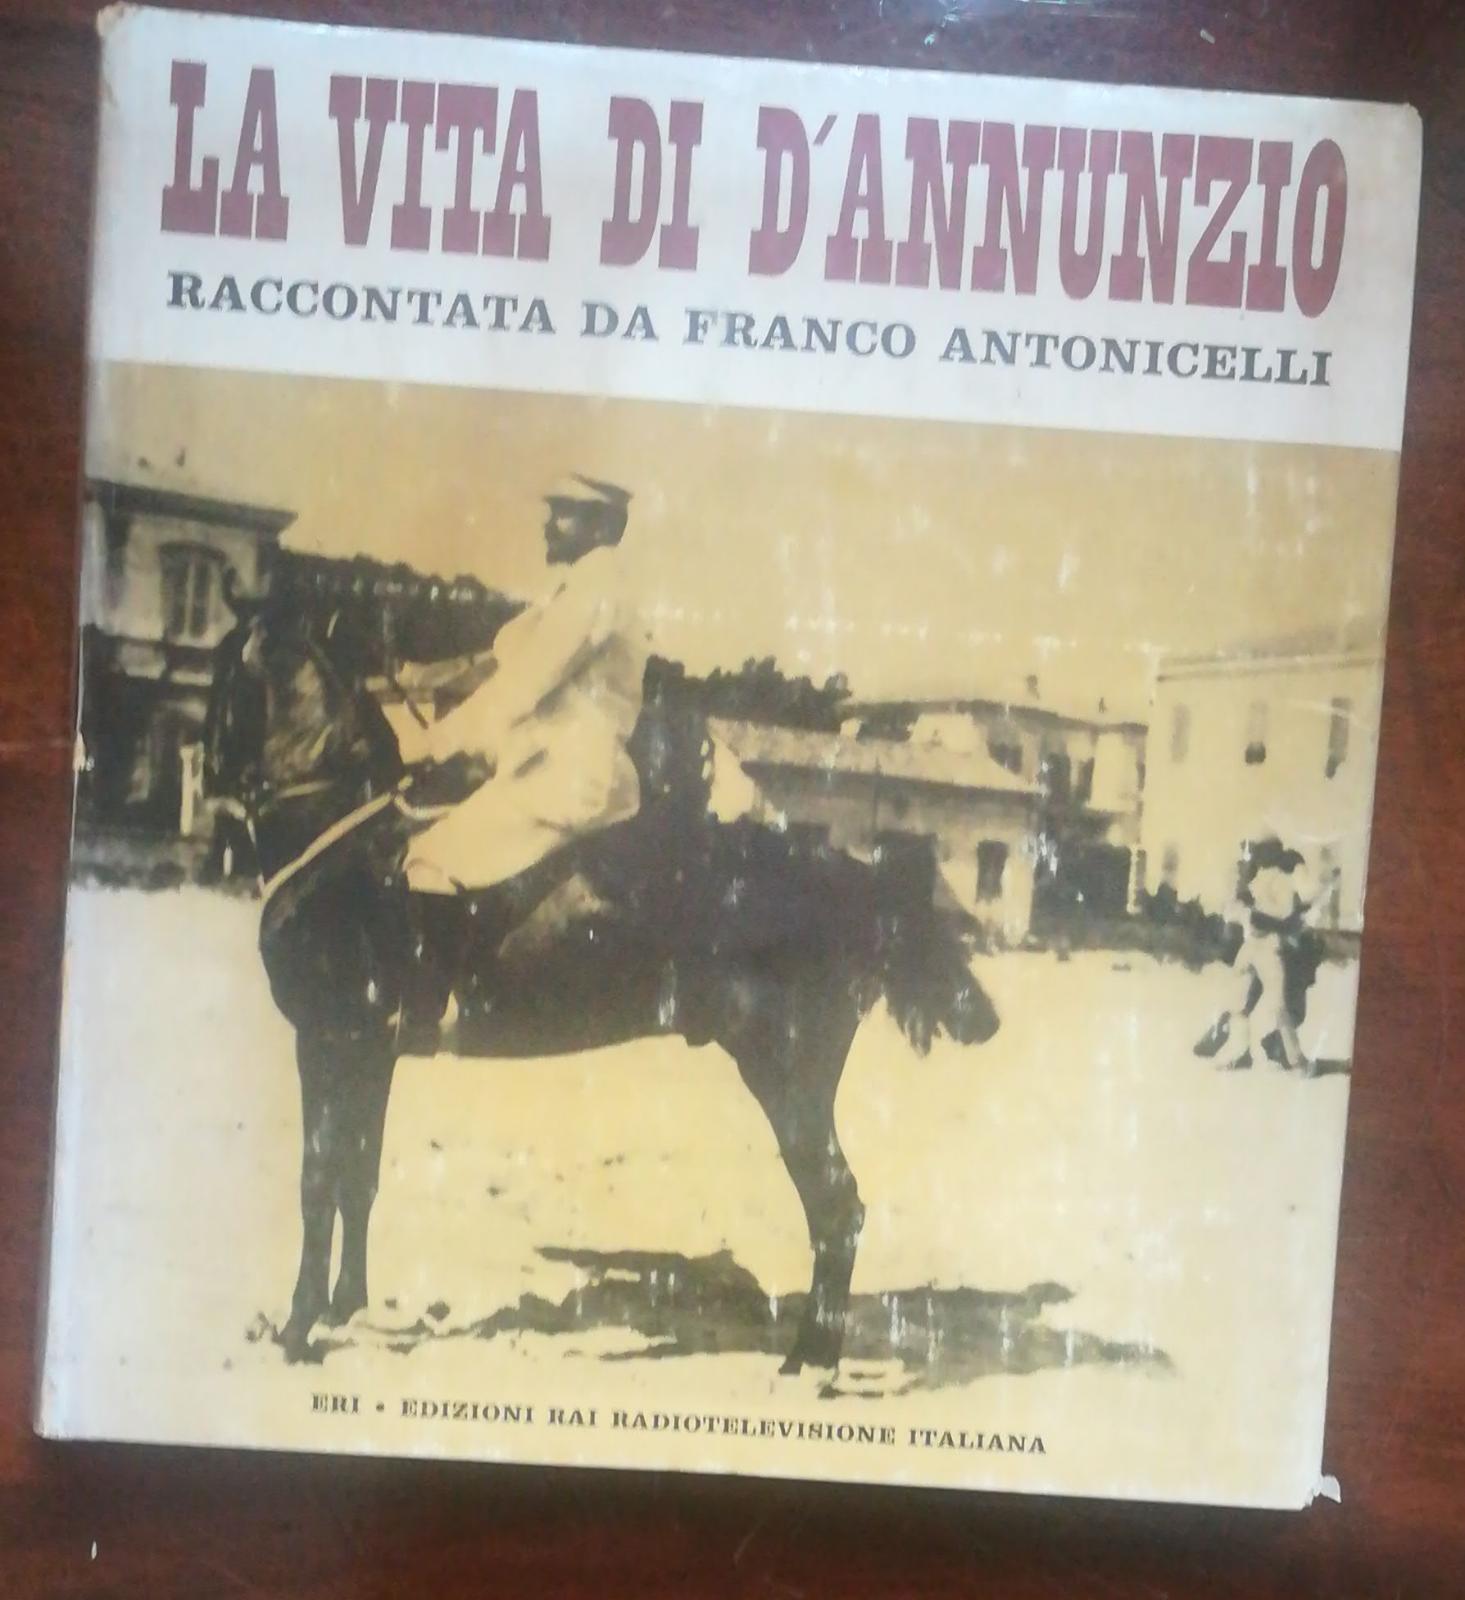 LA VITA DI D'ANNUNZIO
RACCONTATA DA FRANCO ANTONICELLI
ERI • EDIZIONI RAI RADIOTELEVISIONE ITALIANA